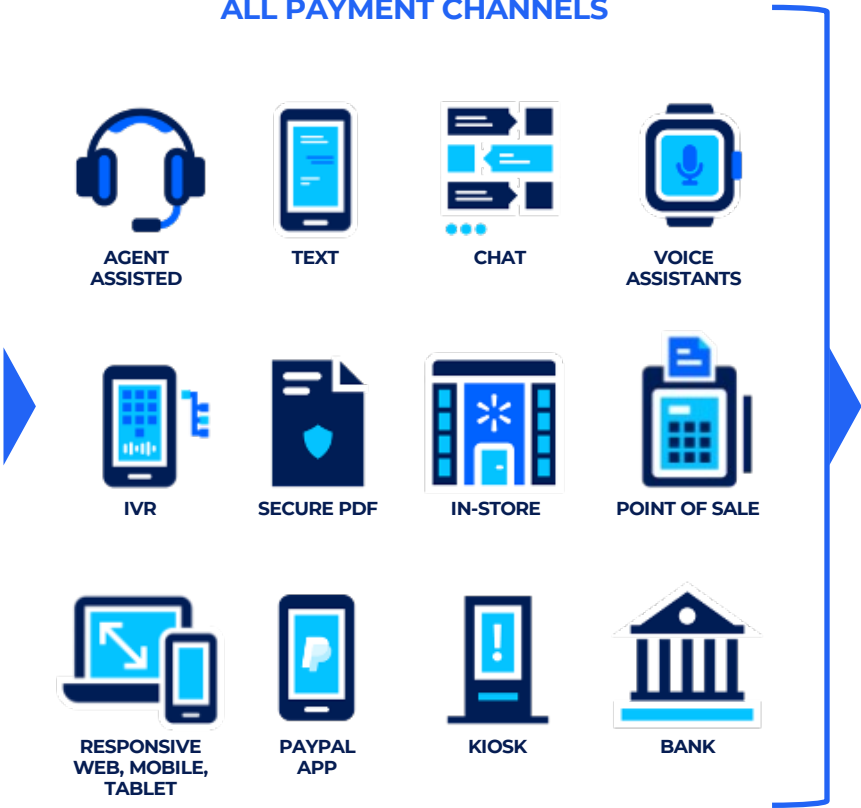 ALL PAYMENT CHANNELS
AGENT
ASSISTED
TEXT
CHAT
VOICE
ASSISTANTS
IVR
SECURE PDF
IN-STORE
POINT OF SALE
RESPONSIVE
WEB, MOBILE,
TABLET
PAYPAL
APP
KIOSK
BANK